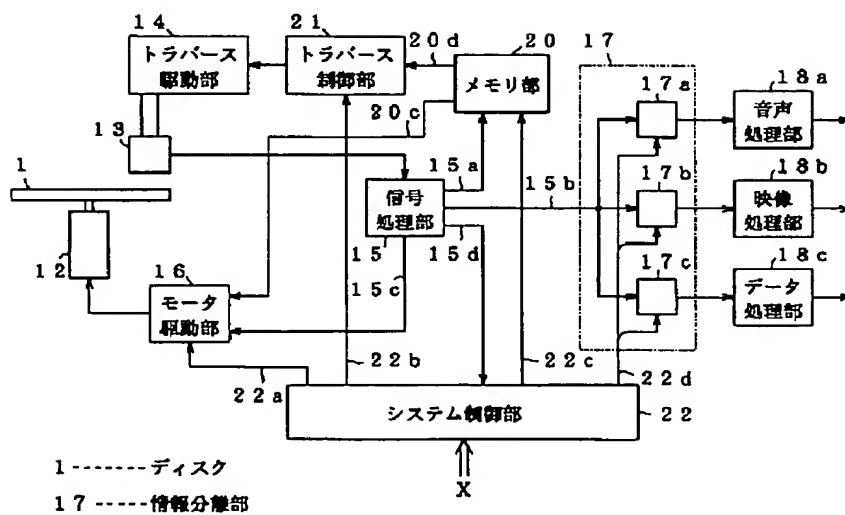 14
トラバース
駆動部
21
トラバース
制御部
20d
20
メモリ部
17
20c
13
17a
18a
音声
処理部
1
15a
15b
信号
処理部
15
15d
15c
17b
18b
映像
処理部
12
16
モータ
駆動部
17c
18c
データ
処理部
22a
22b
22c
22d
22
システム制御部
X
1 ------- ディスク
17 ----- 情報分離部